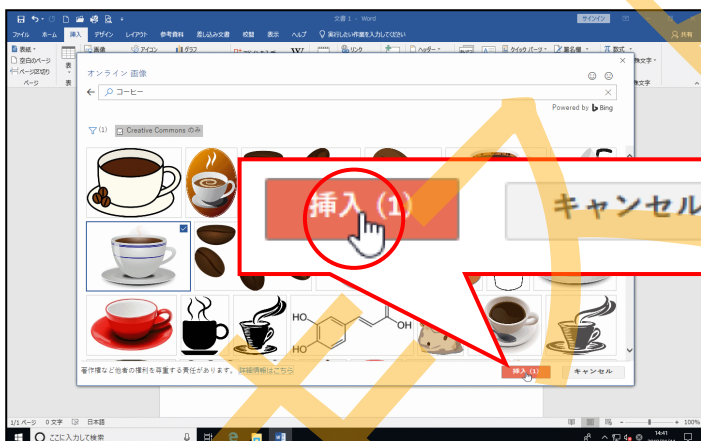 文書 1 - Word
サインイン
ファイル ホーム 挿入 デザイン レイアウト 参考資料 差し込み文書 校閲 表示 ヘルプ 実行したい作業を入力してください
共有
表紙
空白のページ
ページ区切り
ページ
表
画像
アイコン
グラフ
リンク
ヘッダー
クイック パーツ
署名欄
数式
オンライン 画像
コーヒー
Powered by Bing
(1) Creative Commons のみ
挿入 (1)
キャンセル
HO
HO
OH
著作権など他者の権利を尊重する責任があります。 詳細情報はこちら
挿入 (1)
キャンセル
1/1 ページ 0 文字 日本語
100%
ここに入力して検索
14:41